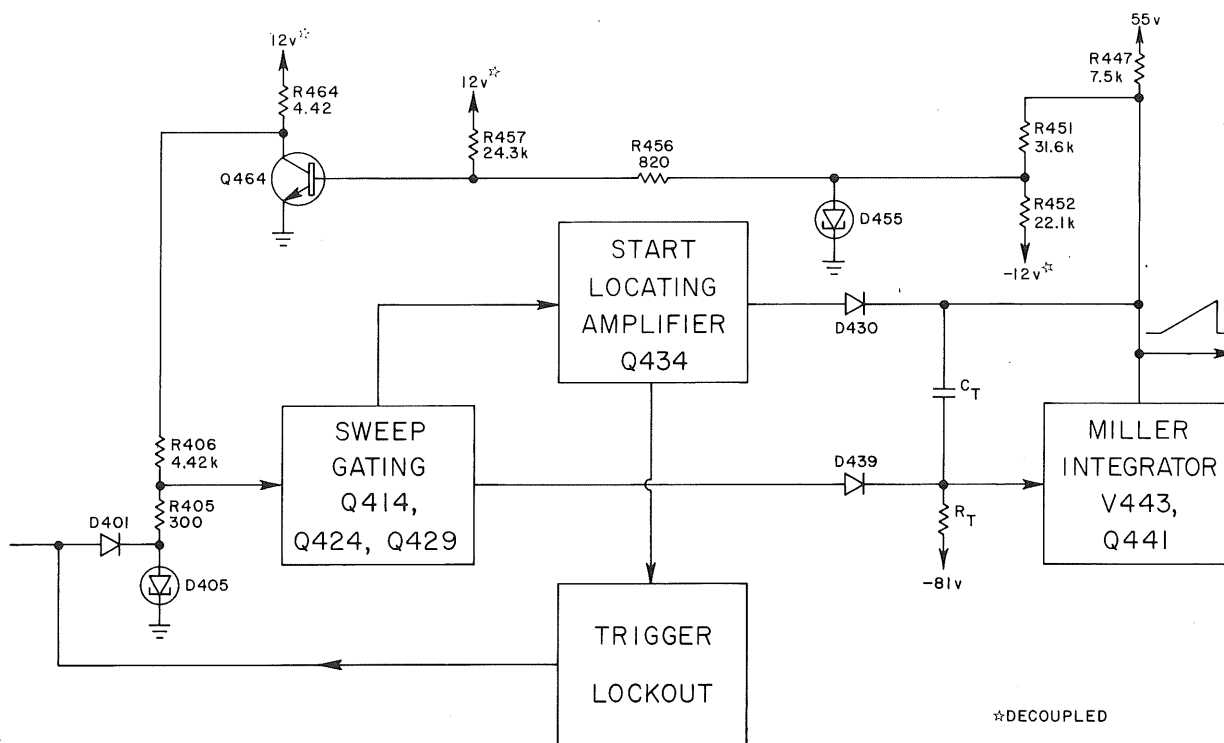 12v☆
R464
4.42
Q464
12v☆
R457
24.3k
R456
820
D455
55v
R447
7.5k
R451
31.6k
R452
22.1k
-12v☆
START
LOCATING
AMPLIFIER
Q434
D430
CT
R406
4.42k
R405
300
D401
D405
SWEEP
GATING
Q414,
Q424, Q429
D439
RT
-81v
MILLER
INTEGRATOR
V443,
Q441
TRIGGER
LOCKOUT
☆DECOUPLED